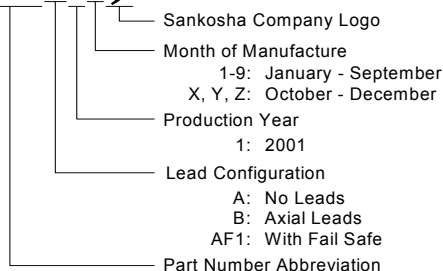 Sankosha Company Logo
Month of Manufacture
1-9: January - September
X, Y, Z: October - December
Production Year
1: 2001
Lead Configuration
A: No Leads
B: Axial Leads
AF1: With Fail Safe
Part Number Abbreviation